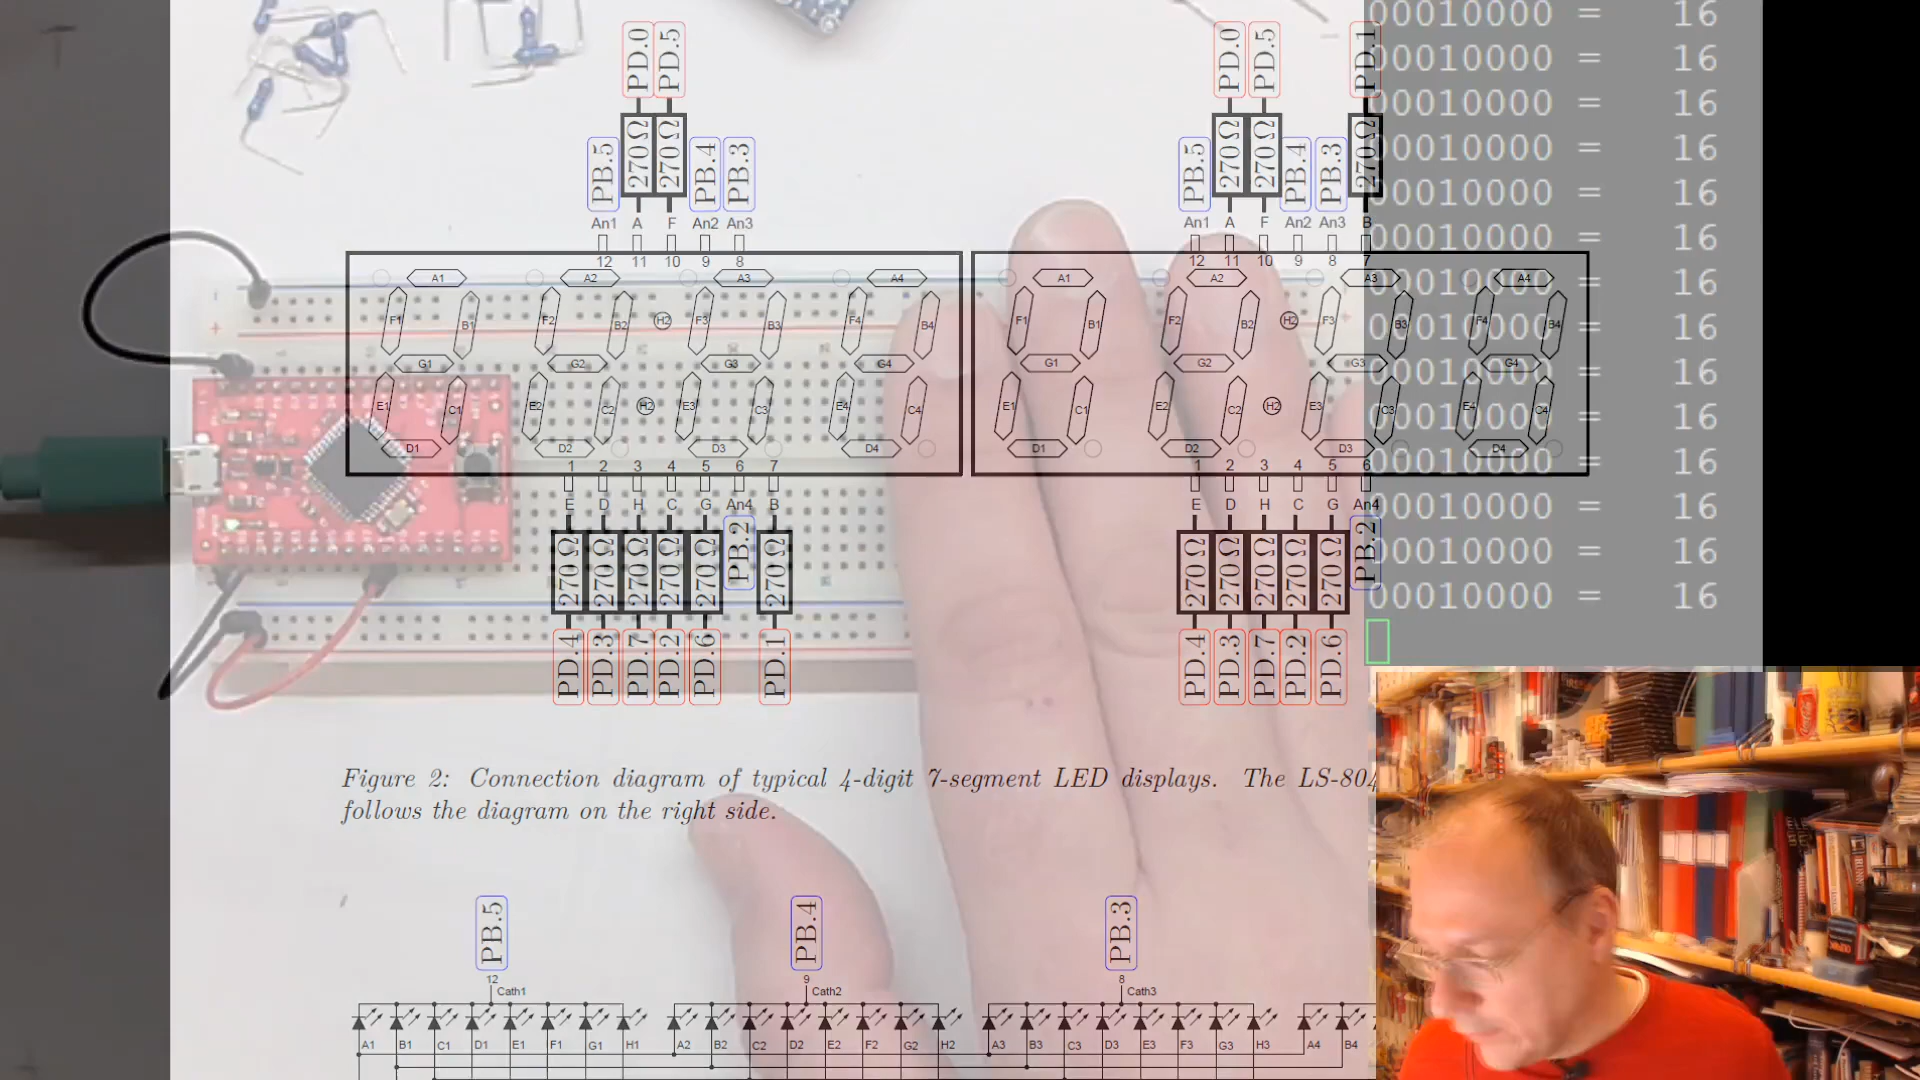 PD.0 PD.5 PD.0 PD.5 PD.1
PB.5 270Ω 270Ω PB.4 PB.3 PB.5 270Ω 270Ω PB.4 PB.3 270Ω
An1 A F An2 An3 An1 A F An2 An3 B
12 11 10 9 8 12 11 10 9 8 7
A1 A2 A3 A4 A1 A2 A3 A4
F1 B1 F2 B2 H2 F3 B3 F4 B4 F1 B1 F2 B2 H2 F3 B3 F4 B4
G1 G2 G3 G4 G1 G2 G3 G4
E1 C1 E2 C2 H2 E3 C3 E4 C4 E1 C1 E2 C2 H2 E3 C3 E4 C4
D1 D2 D3 D4 D1 D2 D3 D4
1 2 3 4 5 6 7 1 2 3 4 5 6
E D H C G An4 B E D H C G An4
270Ω 270Ω 270Ω 270Ω 270Ω PB.2 270Ω 270Ω 270Ω 270Ω 270Ω 270Ω PB.2
PD.4 PD.3 PD.7 PD.2 PD.6 PD.1 PD.4 PD.3 PD.7 PD.2 PD.6
Figure 2: Connection diagram of typical 4-digit 7-segment LED displays. The
follows the diagram on the right side.
PB.5 PB.4 PB.3
12 9 8
Cath1 Cath2 Cath3
A1 B1 C1 D1 E1 F1 G1 H1 A2 B2 C2 D2 E2 F2 G2 H2 A3 B3 C3 D3 E3 F3 G3 H3 A4 B4
00010000 = 16
00010000 = 16
00010000 = 16
00010000 = 16
00010000 = 16
00010000 = 16
00010000 = 16
00010000 = 16
00010000 = 16
00010000 = 16
00010000 = 16
00010000 = 16
00010000 = 16
00010000 = 16